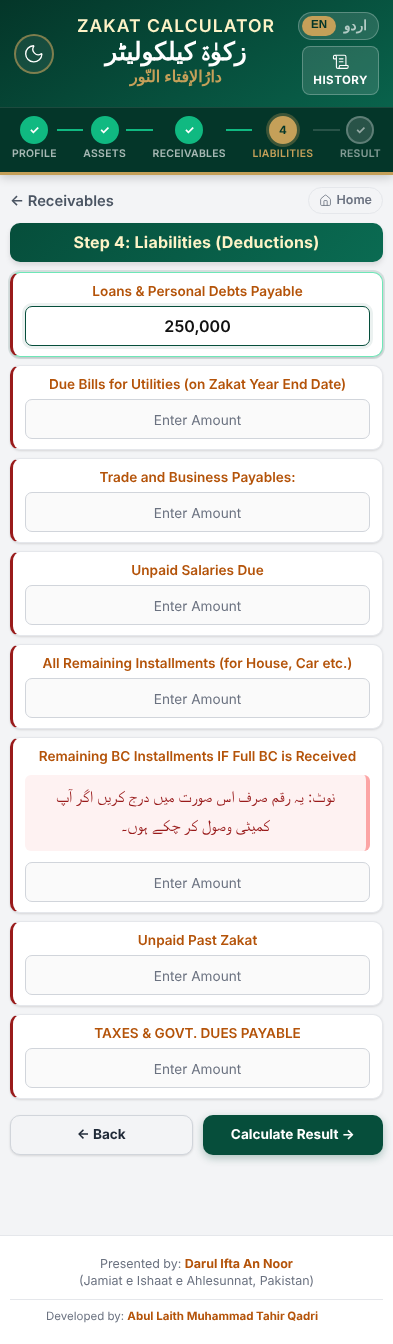 ZAKAT CALCULATOR
زکوٰۃ کیلکولیٹر
دارُالإفتاء النّور
EN اردو
HISTORY
PROFILE ASSETS RECEIVABLES 4 LIABILITIES RESULT
← Receivables
Home
Step 4: Liabilities (Deductions)
Loans & Personal Debts Payable
250,000
Due Bills for Utilities (on Zakat Year End Date)
Enter Amount
Trade and Business Payables:
Enter Amount
Unpaid Salaries Due
Enter Amount
All Remaining Installments (for House, Car etc.)
Enter Amount
Remaining BC Installments IF Full BC is Received
نوٹ: یہ رقم صرف اس صورت میں درج کریں اگر آپ
کمیٹی وصول کر چکے ہوں۔
Enter Amount
Unpaid Past Zakat
Enter Amount
TAXES & GOVT. DUES PAYABLE
Enter Amount
← Back
Calculate Result →
Presented by: Darul Ifta An Noor
(Jamiat e Ishaat e Ahlesunnat, Pakistan)
Developed by: Abul Laith Muhammad Tahir Qadri